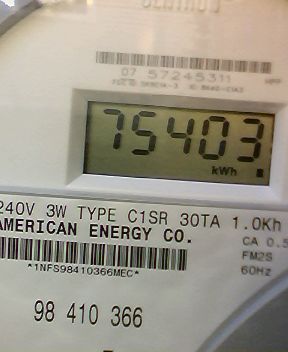 CENTRON
07 57245311
75403
kWh
240V 3W TYPE C1SR 30TA 1.0Kh
AMERICAN ENERGY CO.
CA 0.5
FM2S
60Hz
*1NFS98410366MEC*
98 410 366